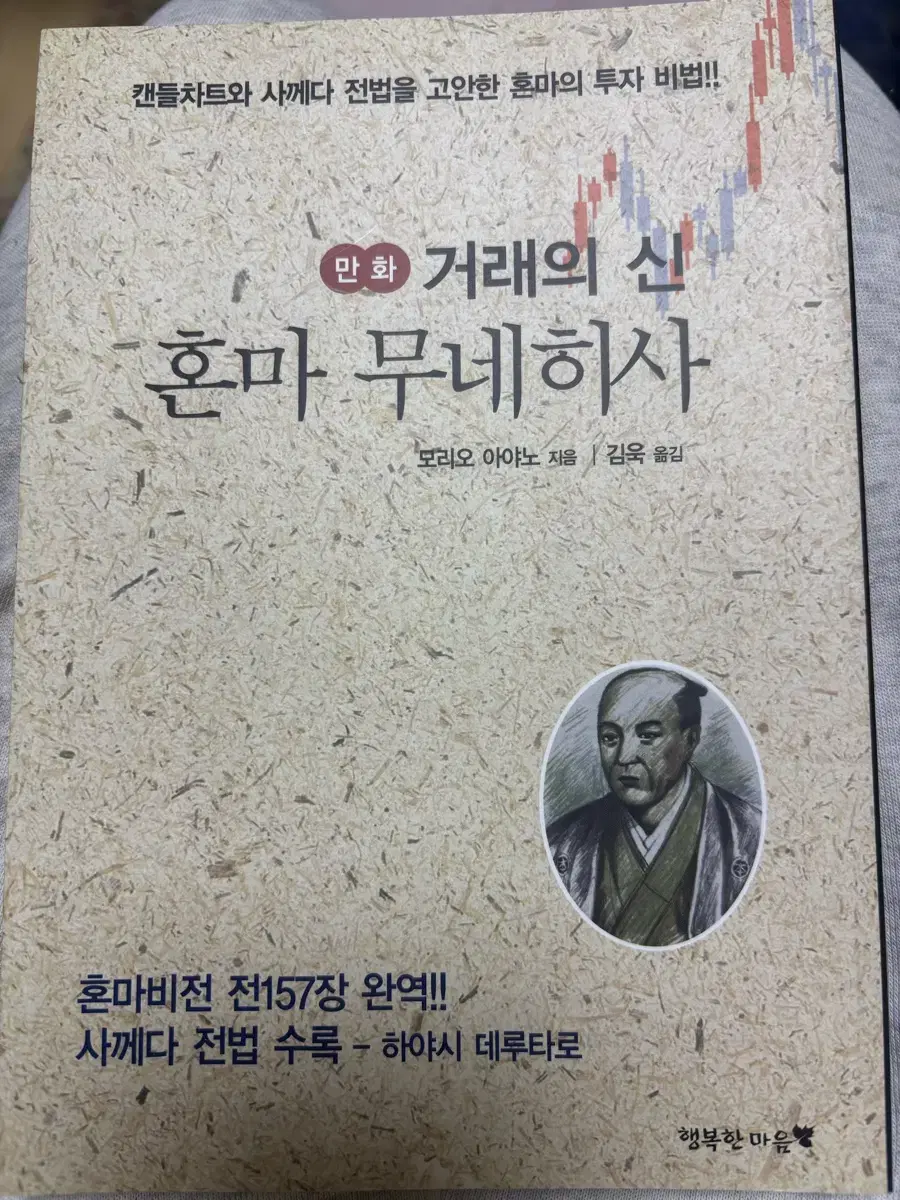 캔들차트와 사께다 전법을 고안한 혼마의 투자 비법!!
만화 거래의 신
혼마 무네히사
모리오 아야노 지음 | 김욱 옮김
혼마비전 전157장 완역!!
사께다 전법 수록 - 하야시 데루타로
행복한마음